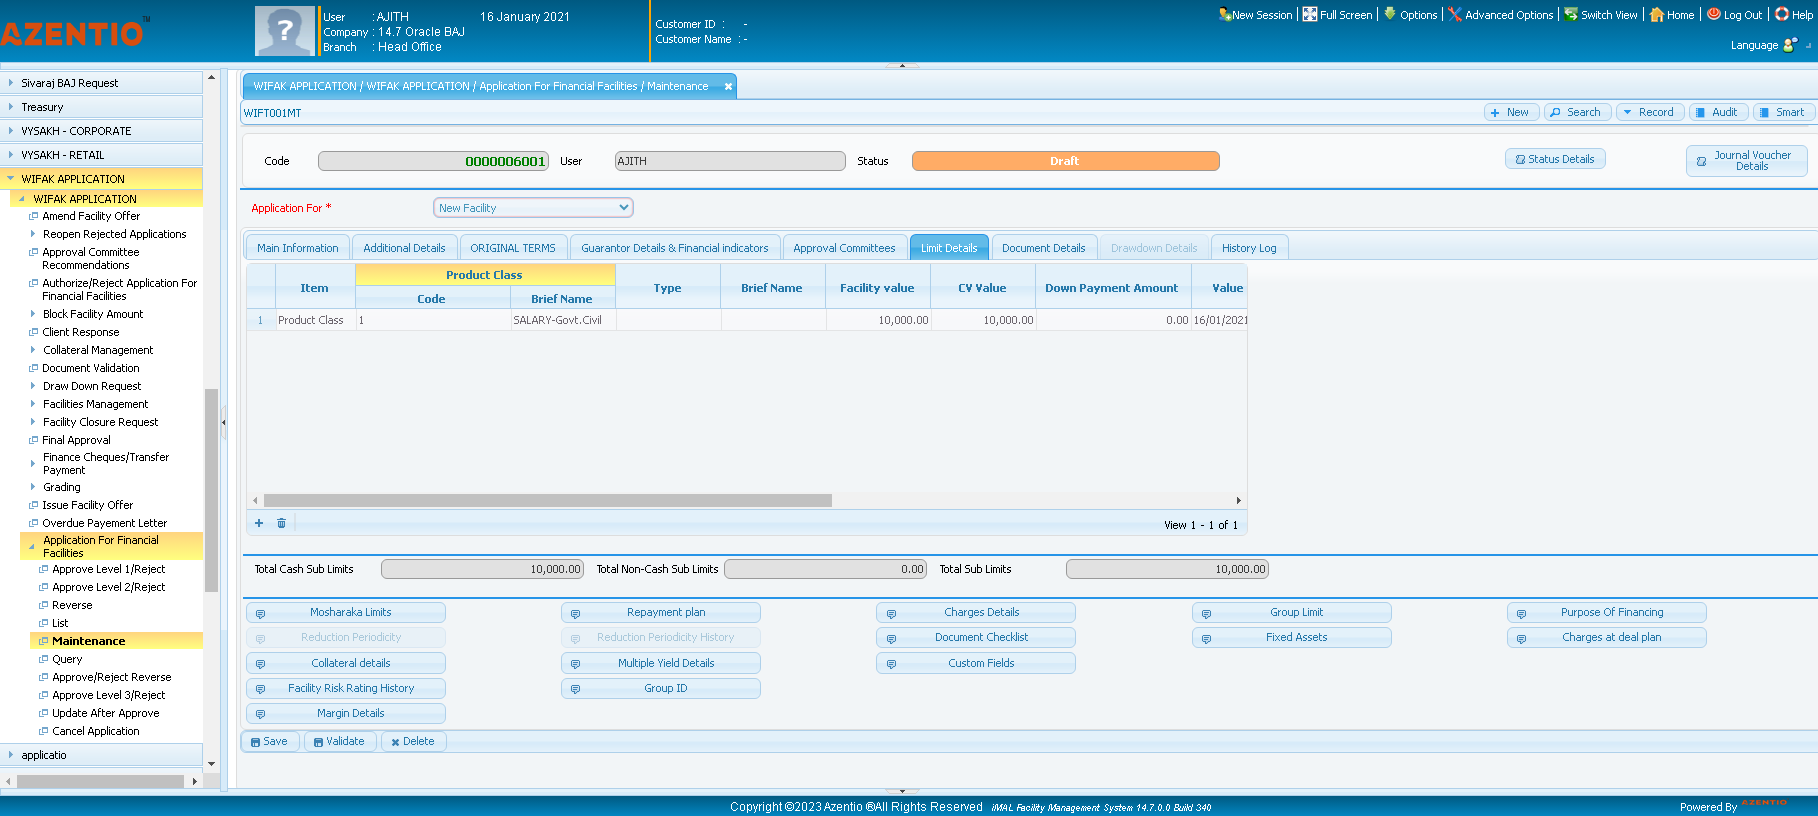 AZENTIO™
User : AJITH 16 January 2021
Company : 14.7 Oracle BAJ
Branch : Head Office
Customer ID : -
Customer Name : -
New Session Full Screen Options Advanced Options Switch View Home Log Out Help
Language
Sivaraj BAJ Request
Treasury
VYSAKH - CORPORATE
VYSAKH - RETAIL
WIFAK APPLICATION
WIFAK APPLICATION
Amend Facility Offer
Reopen Rejected Applications
Approval Committee
Recommendations
Authorize/Reject Application For
Financial Facilities
Block Facility Amount
Client Response
Collateral Management
Document Validation
Draw Down Request
Facilities Management
Facility Closure Request
Final Approval
Finance Cheques/Transfer
Payment
Grading
Issue Facility Offer
Overdue Payement Letter
Application For Financial
Facilities
Approve Level 1/Reject
Approve Level 2/Reject
Reverse
List
Maintenance
Query
Approve/Reject Reverse
Approve Level 3/Reject
Update After Approve
Cancel Application
applicatio
WIFAK APPLICATION / WIFAK APPLICATION / Application For Financial Facilities / Maintenance
WIFT001MT
New Search Record Audit Smart
Code 0000006001 User AJITH Status Draft
Status Details
Journal Voucher
Details
Application For * New Facility
Main Information Additional Details ORIGINAL TERMS Guarantor Details & Financial indicators Approval Committees Limit Details Document Details Drawdown Details History Log
Item Product Class Type Brief Name Facility value CV Value Down Payment Amount Value
Code Brief Name
1 Product Class 1 SALARY-Govt.Civil 10,000.00 10,000.00 0.00 16/01/2021
View 1 - 1 of 1
Total Cash Sub Limits 10,000.00 Total Non-Cash Sub Limits 0.00 Total Sub Limits 10,000.00
Mosharaka Limits Repayment plan Charges Details Group Limit Purpose Of Financing
Reduction Periodicity Reduction Periodicity History Document Checklist Fixed Assets Charges at deal plan
Collateral details Multiple Yield Details Custom Fields
Facility Risk Rating History Group ID
Margin Details
Save Validate Delete
Copyright ©2023 Azentio ®All Rights Reserved iMAL Facility Management System 14.7.0.0 Build 340
Powered By AZENTIO